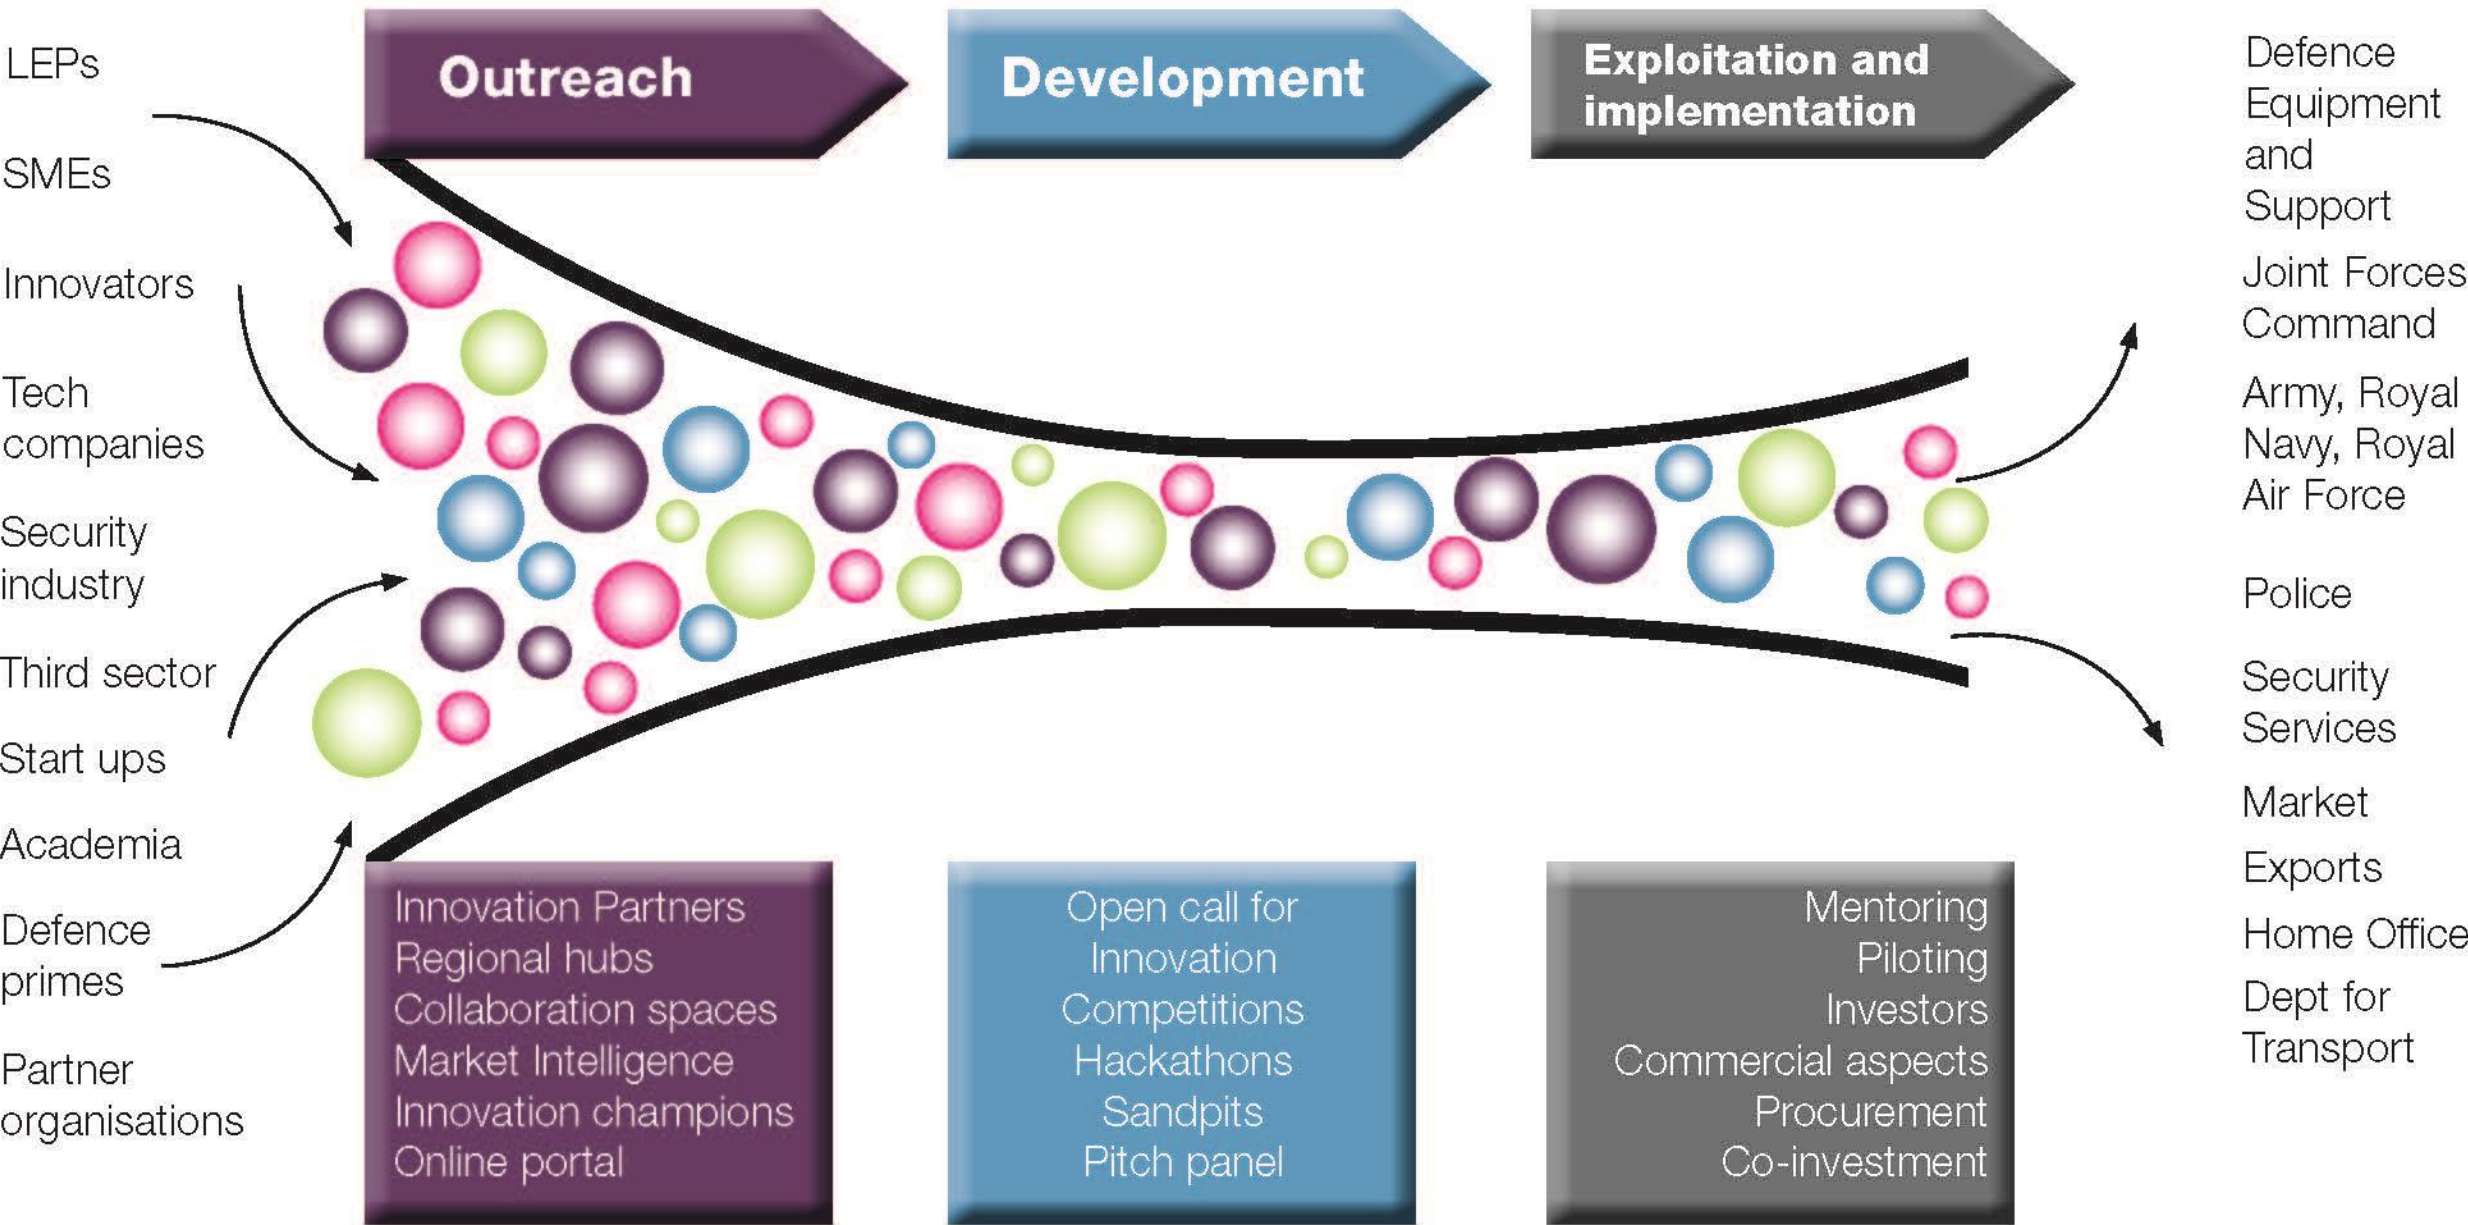 LEPs
SMEs
Innovators
Tech
companies
Security
industry
Third sector
Start ups
Academia
Defence
primes
Partner
organisations
Outreach
Development
Exploitation and
implementation
Innovation Partners
Regional hubs
Collaboration spaces
Market Intelligence
Innovation champions
Online portal
Open call for
Innovation
Competitions
Hackathons
Sandpits
Pitch panel
Mentoring
Piloting
Investors
Commercial aspects
Procurement
Co-investment
Defence
Equipment
and
Support
Joint Forces
Command
Army, Royal
Navy, Royal
Air Force
Police
Security
Services
Market
Exports
Home Office
Dept for
Transport